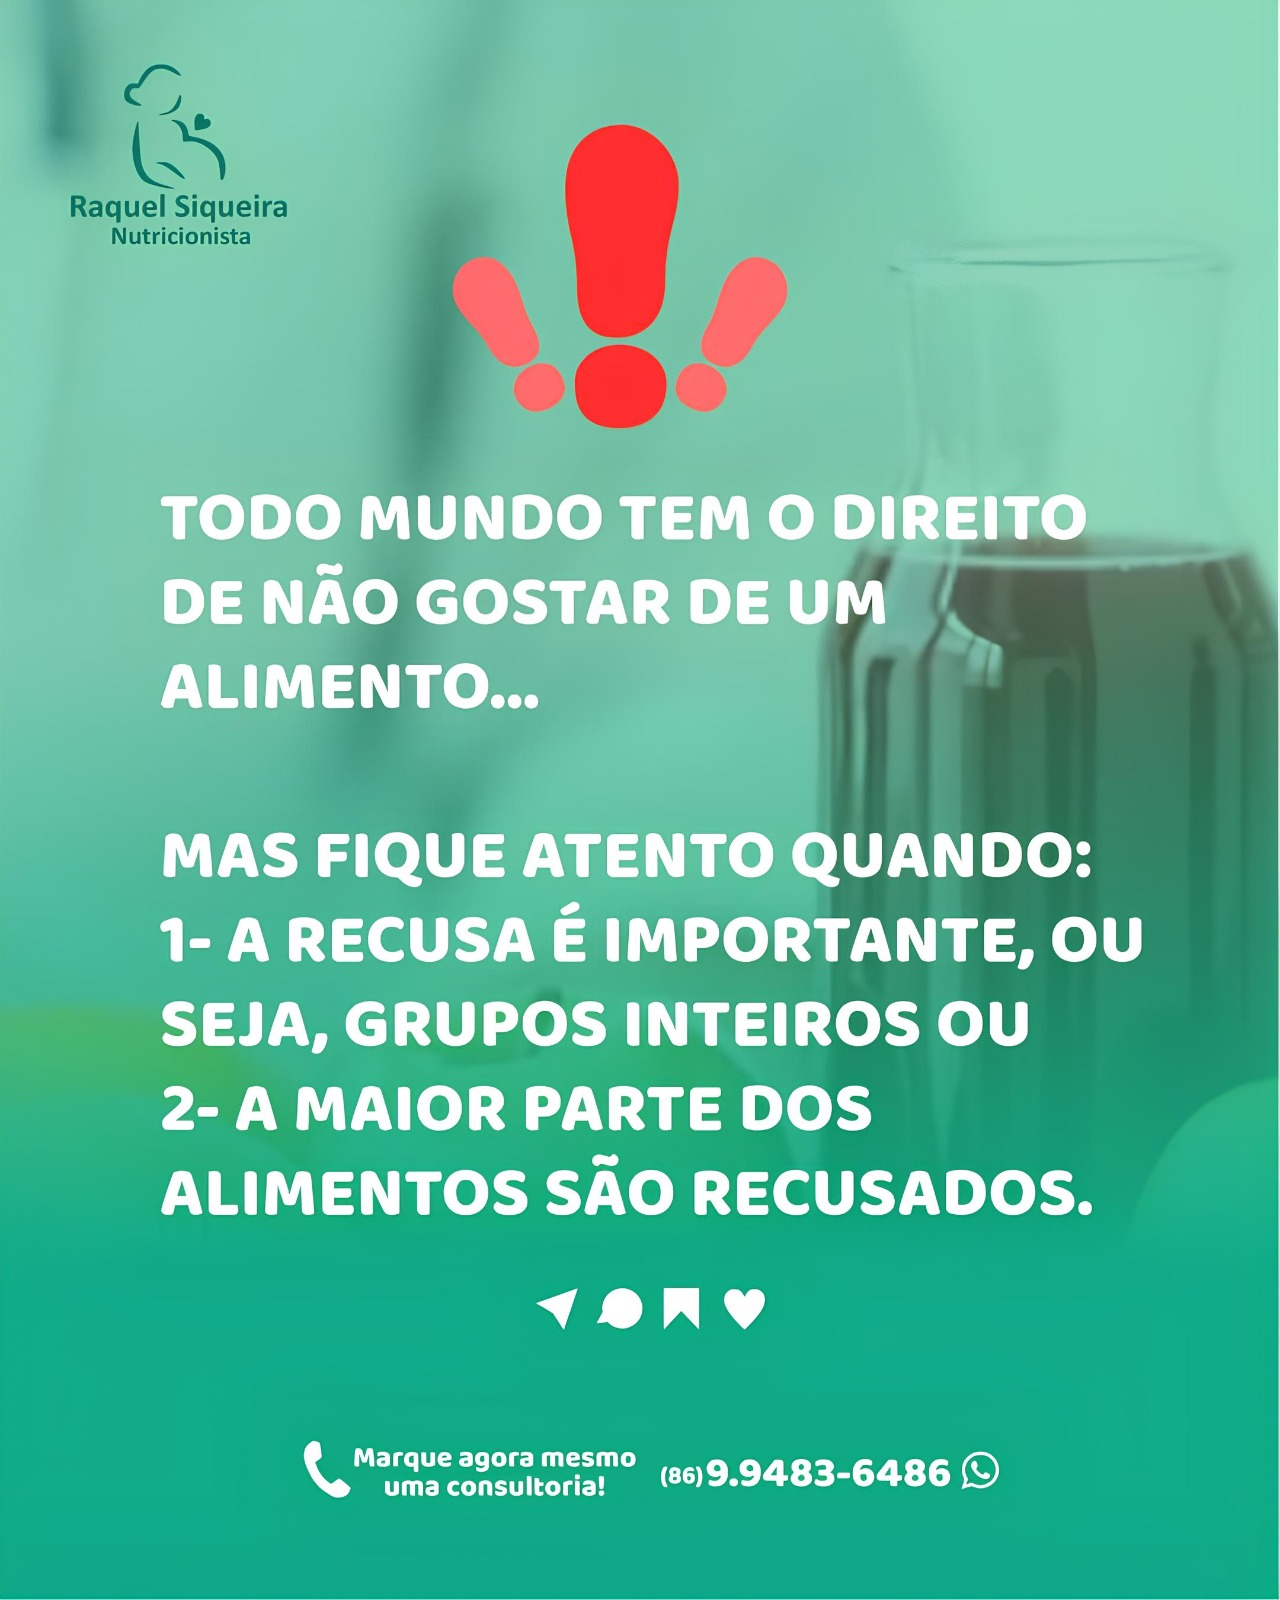 Raquel Siqueira
Nutricionista
TODO MUNDO TEM O DIREITO
DE NÃO GOSTAR DE UM
ALIMENTO...
MAS FIQUE ATENTO QUANDO:
1- A RECUSA É IMPORTANTE, OU
SEJA, GRUPOS INTEIROS OU
2- A MAIOR PARTE DOS
ALIMENTOS SÃO RECUSADOS.
Marque agora mesmo
uma consultoria!
(86) 9.9483-6486